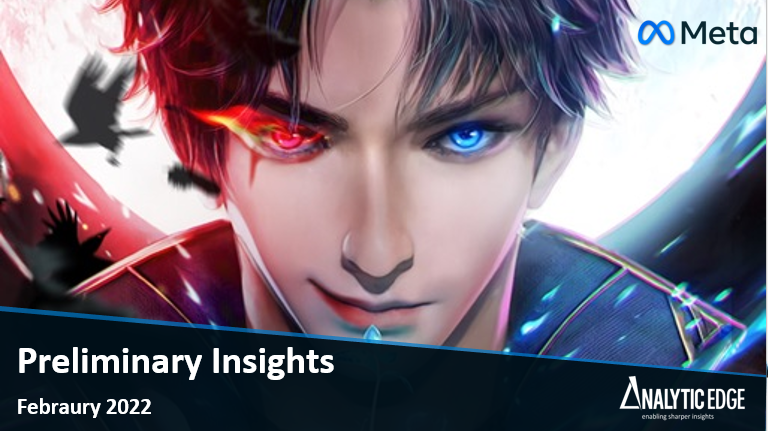 Meta
Preliminary Insights
Febraury 2022
ANALYTIC EDGE
enabling sharper insights